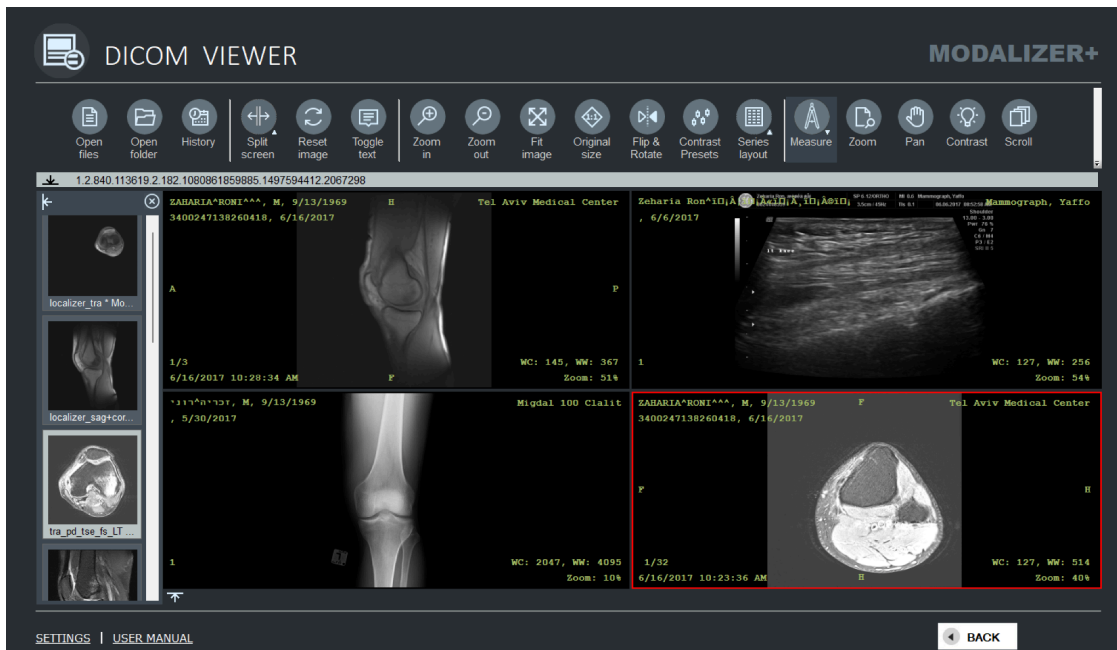 DICOM VIEWER
MODALIZER+
Open files
Open folder
History
Split screen
Reset image
Toggle text
Zoom in
Zoom out
Fit image
Original size
Flip & Rotate
Contrast Presets
Series layout
Measure
Zoom
Pan
Contrast
Scroll
1.2.840.113619.2.182.1080861859885.1497594412.2067298
localizer_tra * Mo...
localizer_sag+cor...
tra_pd_tse_fs_LT ...
ZAHARIA^RONI^^^, M, 9/13/1969 H Tel Aviv Medical Center
3400247138260418, 6/16/2017
A P
1/3 WC: 145, WW: 367
6/16/2017 10:28:34 AM F Zoom: 51%
Zeharia Ron^ Mammograph, Yaffo
, 6/6/2017
Shoulder
1 WC: 127, WW: 256
Zoom: 54%
זכריה^רוני, M, 9/13/1969 Migdal 100 Clalit
, 5/30/2017
1 WC: 2047, WW: 4095
Zoom: 10%
ZAHARIA^RONI^^^, M, 9/13/1969 F Tel Aviv Medical Center
3400247138260418, 6/16/2017
F H
1/32 WC: 127, WW: 514
6/16/2017 10:23:36 AM H Zoom: 40%
SETTINGS | USER MANUAL
BACK